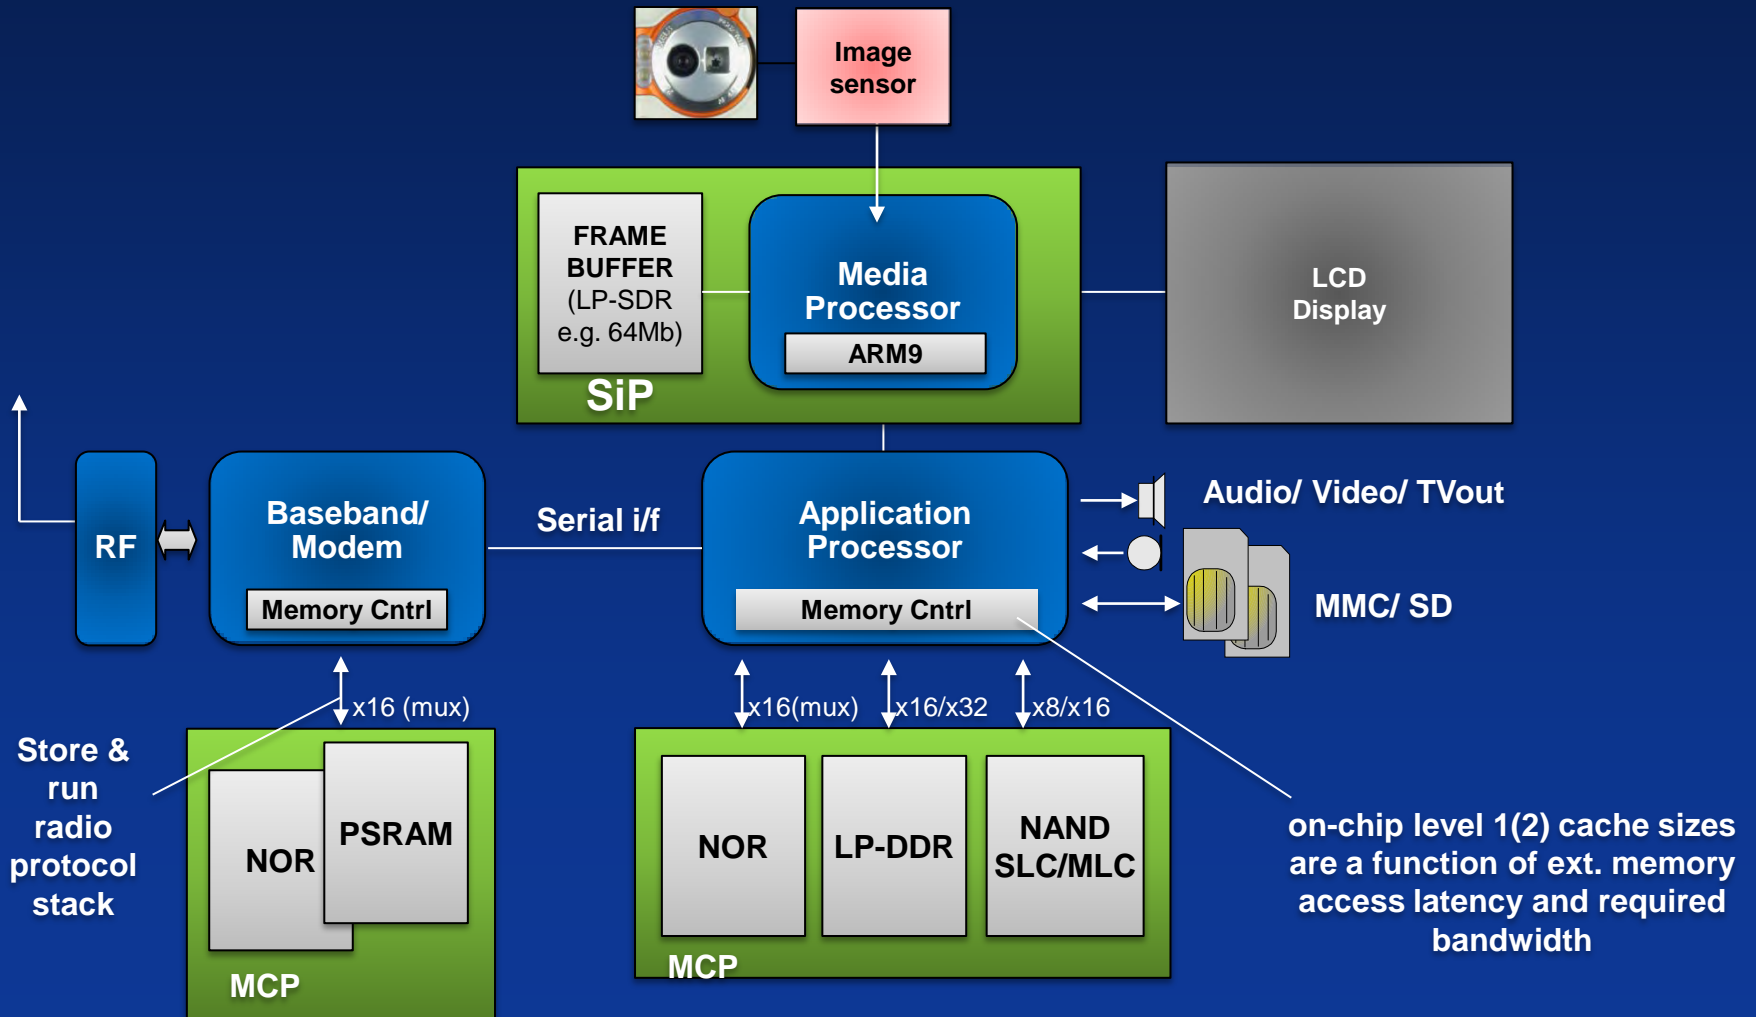 Image
sensor
FRAME
BUFFER
(LP-SDR
e.g. 64Mb)
Media
Processor
ARM9
SiP
LCD
Display
RF
Baseband/
Modem
Memory Cntrl
Serial i/f
Application
Processor
Memory Cntrl
Audio/ Video/ TVout
MMC/ SD
x16 (mux)
x16(mux)
x16/x32
x8/x16
Store &
run
radio
protocol
stack
NOR
PSRAM
MCP
NOR
LP-DDR
NAND
SLC/MLC
MCP
on-chip level 1(2) cache sizes
are a function of ext. memory
access latency and required
bandwidth